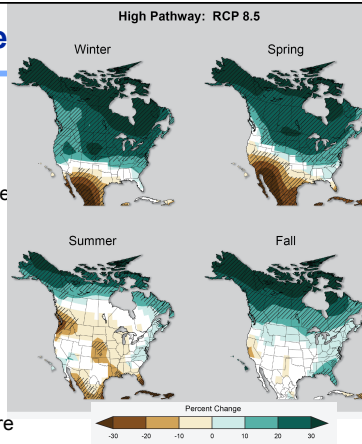 High Pathway: RCP 8.5
Winter
Spring
Summer
Fall
Percent Change
-30 -20 -10 0 10 20 30